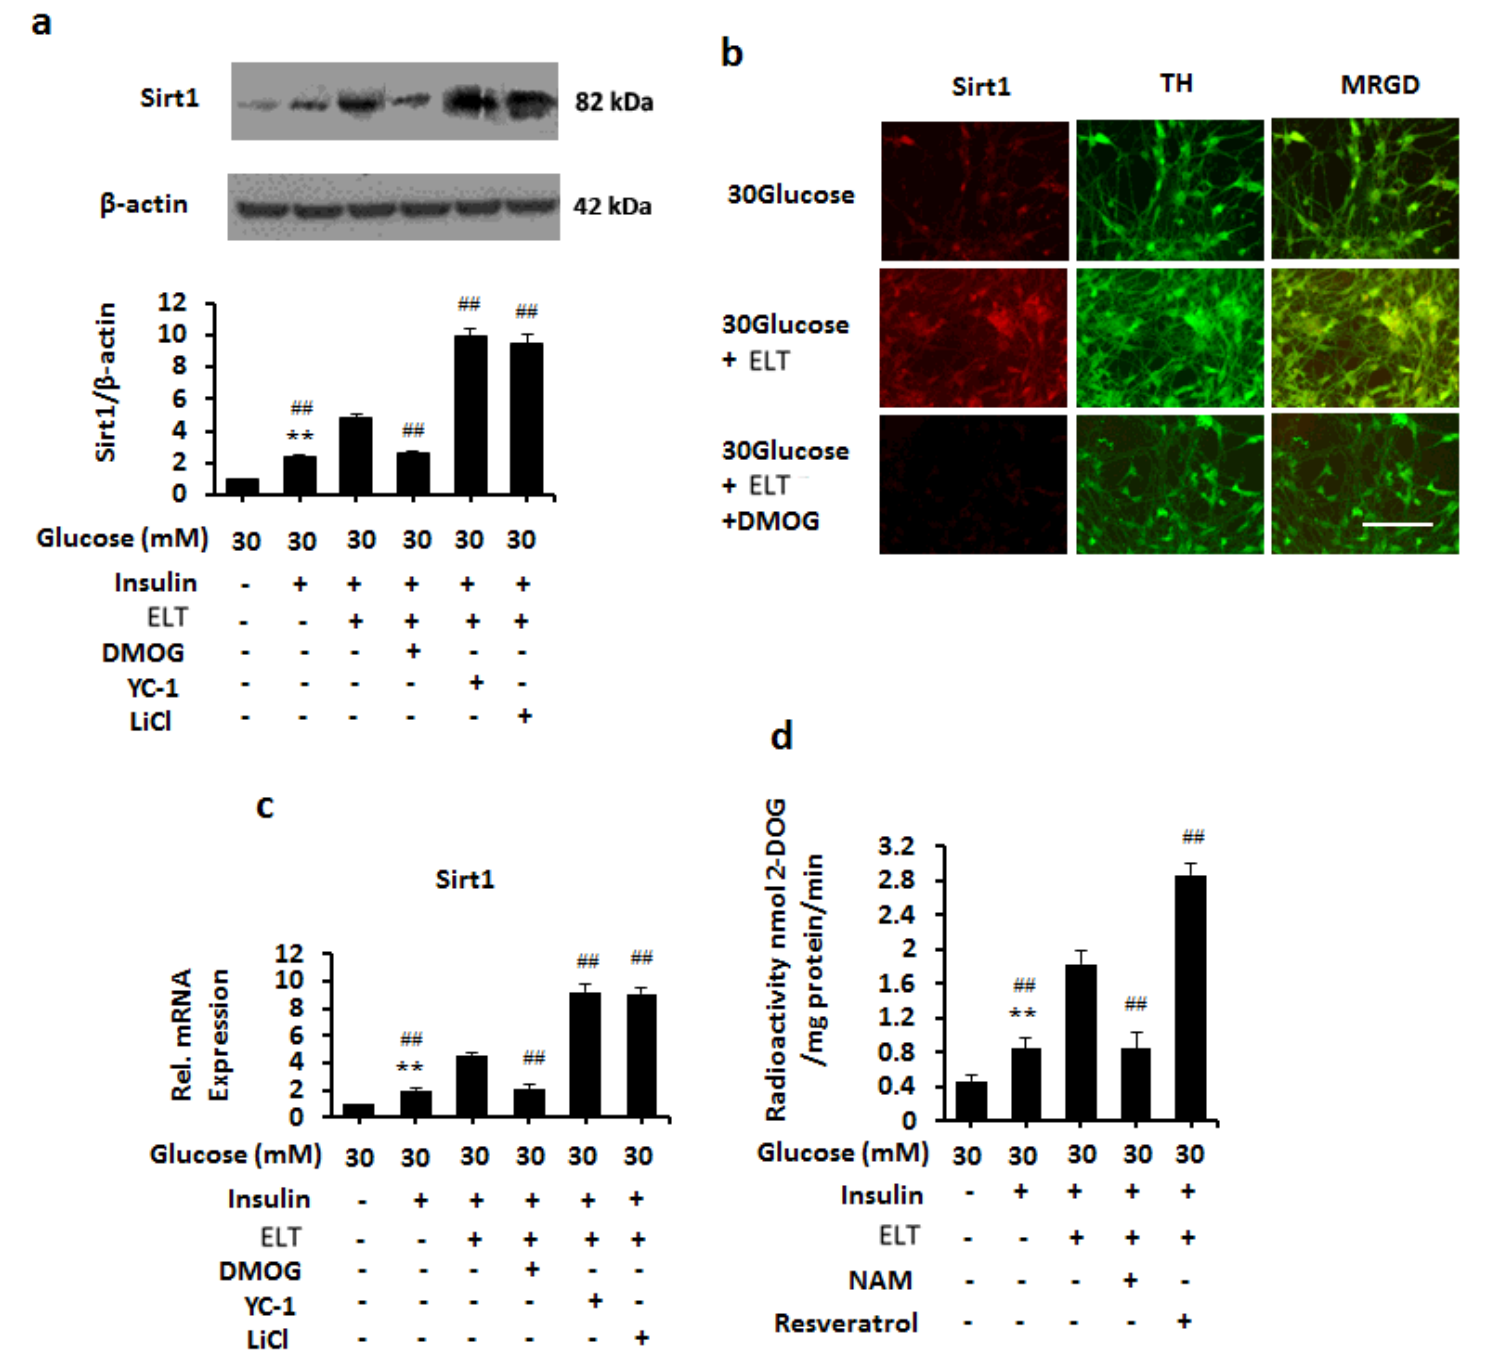 a
Sirt1
82 kDa
β-actin
42 kDa
Sirt1/β-actin
12
10
8
6
4
2
0
##
**
##
##
##
##
Glucose (mM) 30 30 30 30 30 30
Insulin - + + + + +
ELT - - + + + +
DMOG - - - + - -
YC-1 - - - - + -
LiCl - - - - - +
b
Sirt1 TH MRGD
30Glucose
30Glucose
+ ELT
30Glucose
+ ELT
+DMOG
c
Sirt1
Rel. mRNA
Expression
12
10
8
6
4
2
0
##
**
##
##
##
Glucose (mM) 30 30 30 30 30 30
Insulin - + + + + +
ELT - - + + + +
DMOG - - - + - -
YC-1 - - - - + -
LiCl - - - - - +
d
Radioactivity nmol 2-DOG
/mg protein/min
3.2
2.8
2.4
2
1.6
1.2
0.8
0.4
0
##
**
##
##
Glucose (mM) 30 30 30 30 30
Insulin - + + + +
ELT - - + + +
NAM - - - + -
Resveratrol - - - - +